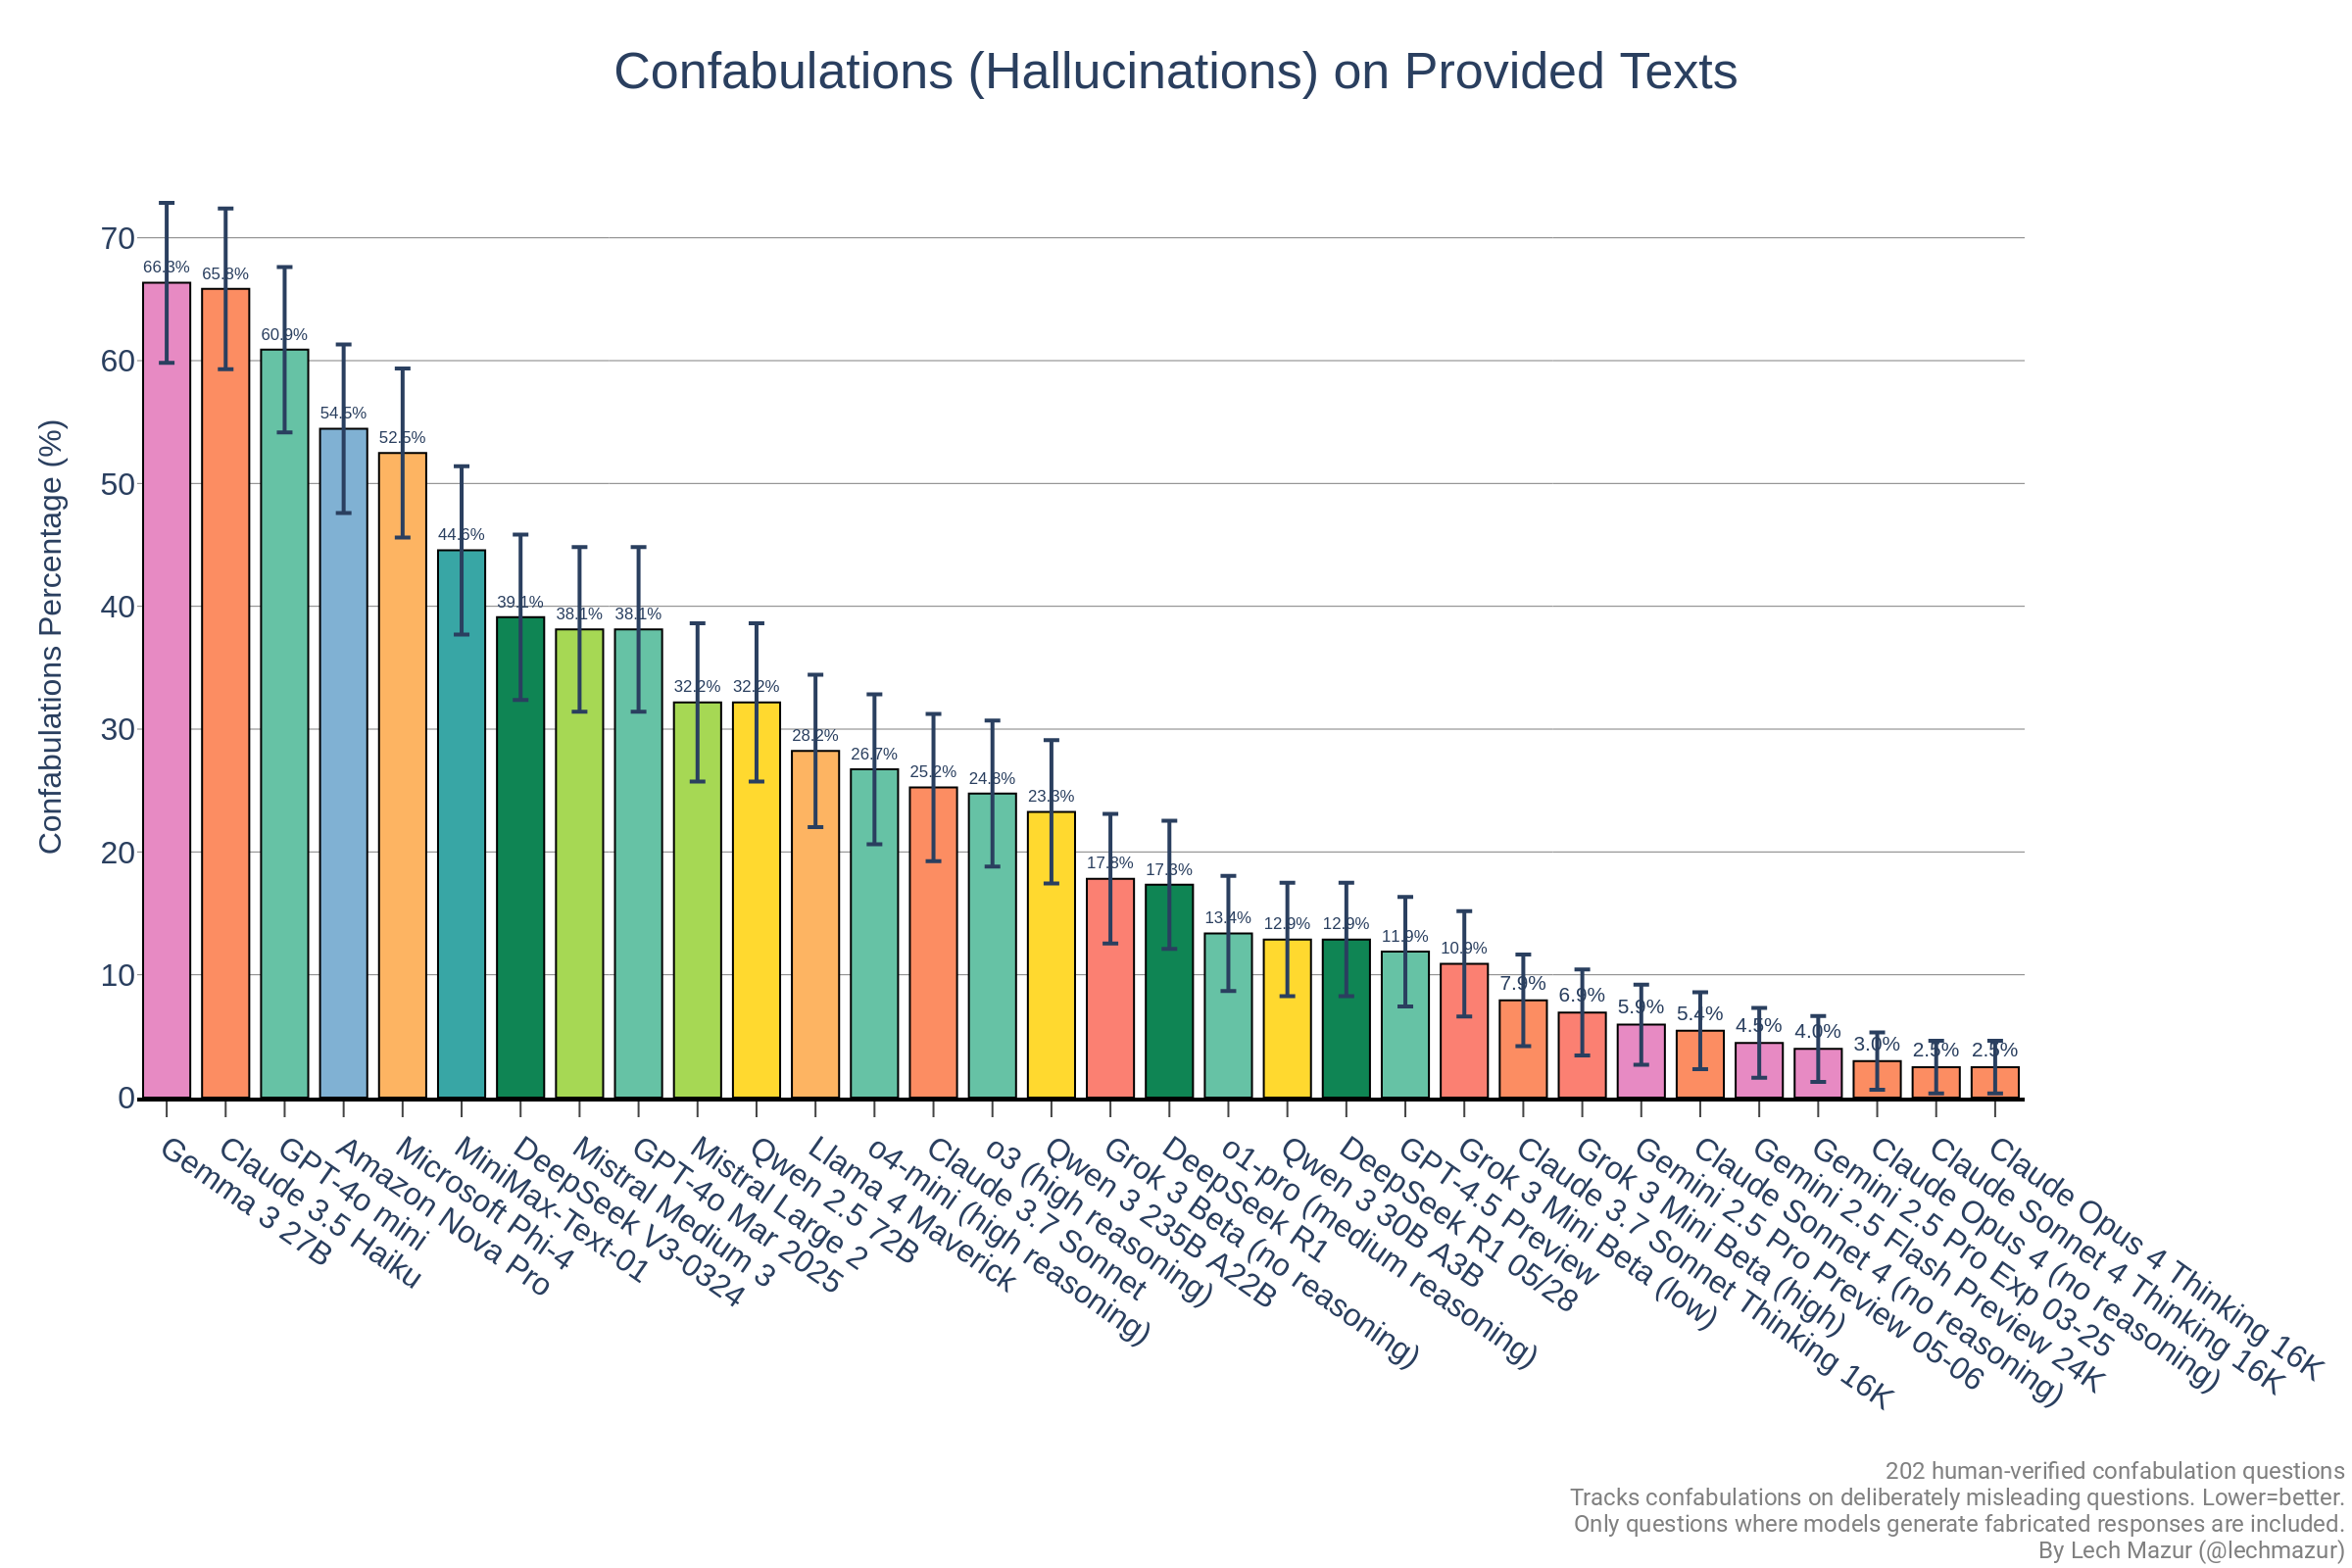 Confabulations (Hallucinations) on Provided Texts
Confabulations Percentage (%)
70
60
50
40
30
20
10
0
66.3%
65.8%
60.9%
54.5%
52.5%
44.6%
39.1%
38.1%
38.1%
32.2%
32.2%
28.2%
26.7%
25.2%
24.8%
23.3%
17.8%
17.3%
13.4%
12.9%
12.9%
11.9%
10.9%
7.9%
6.9%
5.9%
5.4%
4.5%
4.0%
3.0%
2.5%
2.5%
Gemma 3 27B
Claude 3.5 Haiku
GPT-4o mini
Amazon Nova Pro
Microsoft Phi-4
MiniMax-Text-01
DeepSeek V3-0324
Mistral Medium 3
GPT-4o Mar 2025
Mistral Large 2
Qwen 2.5 72B
Llama 4 Maverick
o4-mini (high reasoning)
Claude 3.7 Sonnet
o3 (high reasoning)
Qwen 3 235B A22B
Grok 3 Beta (no reasoning)
DeepSeek R1
o1-pro (medium reasoning)
Qwen 3 30B A3B
DeepSeek R1 05/28
GPT-4.5 Preview
Grok 3 Mini Beta (low)
Claude 3.7 Sonnet Thinking 16K
Grok 3 Mini Beta (high)
Gemini 2.5 Pro Preview 05-06
Claude Sonnet 4 (no reasoning)
Gemini 2.5 Flash Preview 24K
Gemini 2.5 Pro Exp 03-25
Claude Opus 4 (no reasoning)
Claude Sonnet 4 Thinking 16K
Claude Opus 4 Thinking 16K
202 human-verified confabulation questions
Tracks confabulations on deliberately misleading questions. Lower=better.
Only questions where models generate fabricated responses are included.
By Lech Mazur (@lechmazur)